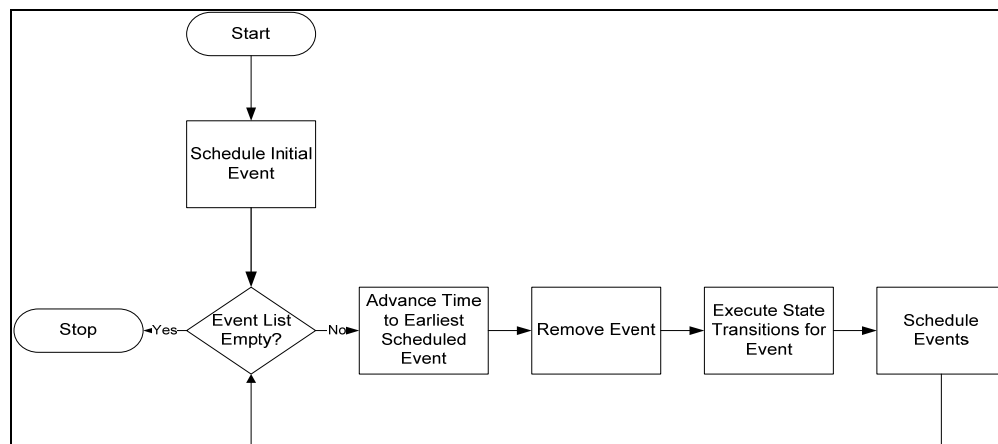 Start
Schedule Initial
Event
Stop
Yes
Event List
Empty?
No
Advance Time
to Earliest
Scheduled
Event
Remove Event
Execute State
Transitions for
Event
Schedule
Events